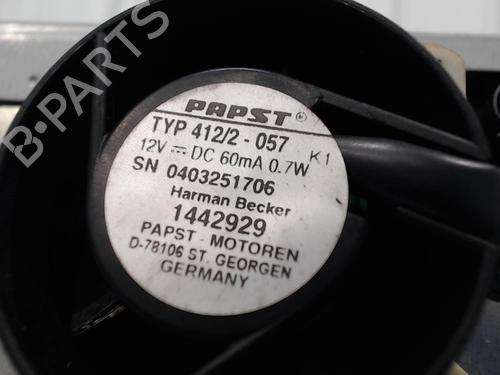 B-PARTS
PAPST
TYP 412/2 - 057
12V ⎓ DC 60mA 0.7W K1
SN 0403251706
Harman Becker
1442929
PAPST - MOTOREN
D-78106 ST. GEORGEN
GERMANY